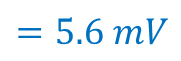 = 5.6 mV